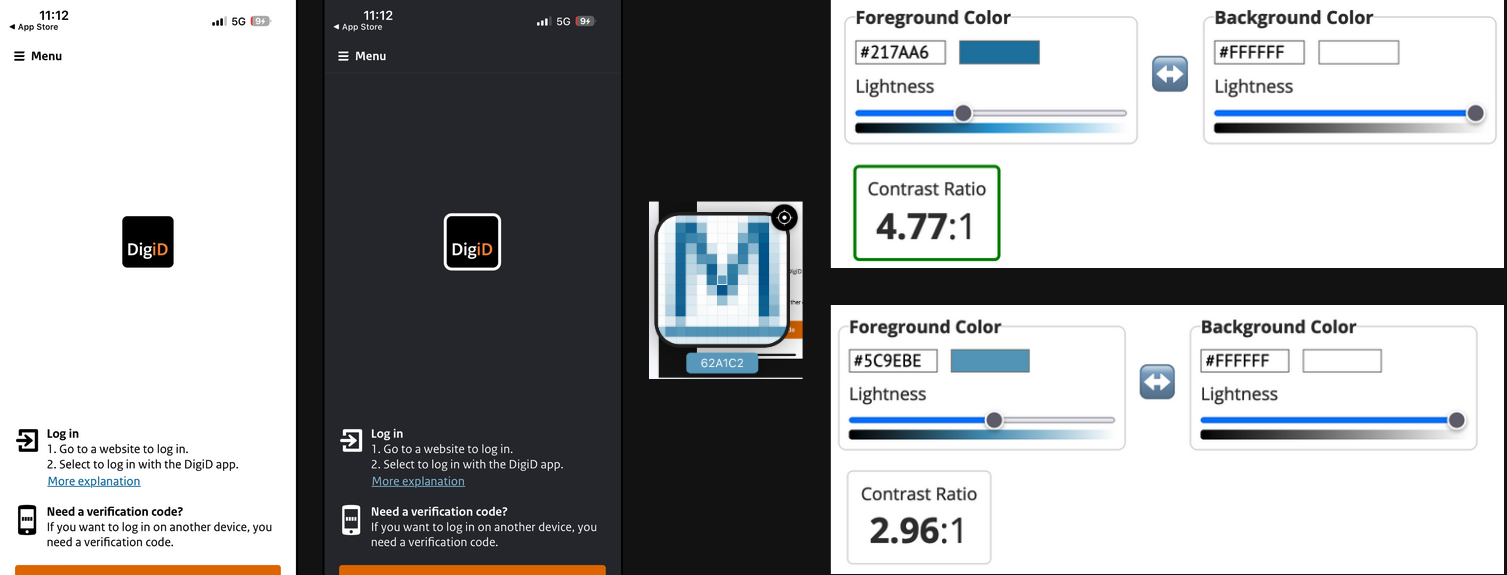 11:12
App Store
5G
9
Menu
DigiD
Log in
1. Go to a website to log in.
2. Select to log in with the DigiD app.
More explanation
Need a verification code?
If you want to log in on another device, you
need a verification code.
11:12
App Store
5G
9
Menu
DigiD
Log in
1. Go to a website to log in.
2. Select to log in with the DigiD app.
More explanation
Need a verification code?
If you want to log in on another device, you
need a verification code.
M
DigiD
62A1C2
Foreground Color
#217AA6
Lightness
Background Color
#FFFFFF
Lightness
Contrast Ratio
4.77:1
Foreground Color
#5C9EBE
Lightness
Background Color
#FFFFFF
Lightness
Contrast Ratio
2.96:1